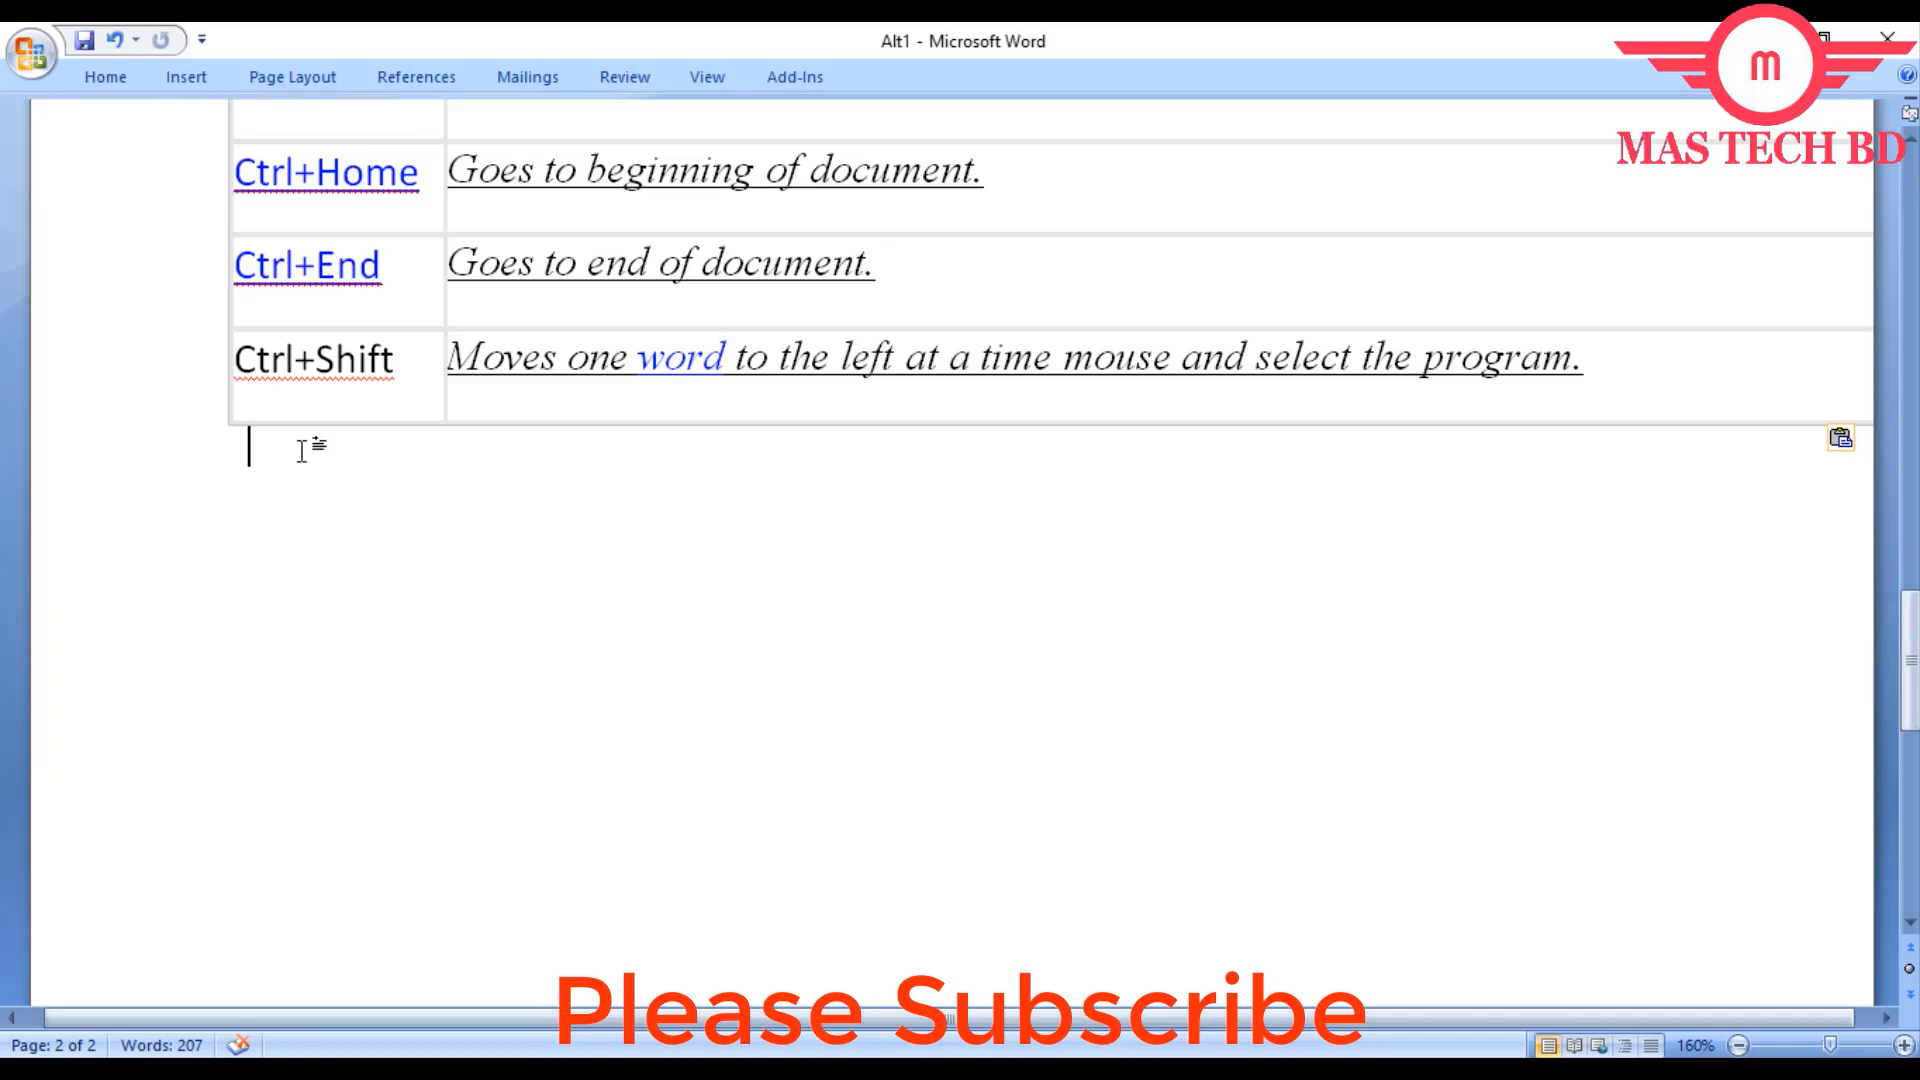 Alt1 - Microsoft Word
Home Insert Page Layout References Mailings Review View Add-Ins
m
MAS TECH BD
Ctrl+Home Goes to beginning of document.
Ctrl+End Goes to end of document.
Ctrl+Shift Moves one word to the left at a time mouse and select the program.
Please Subscribe
Page: 2 of 2 Words: 207 160%